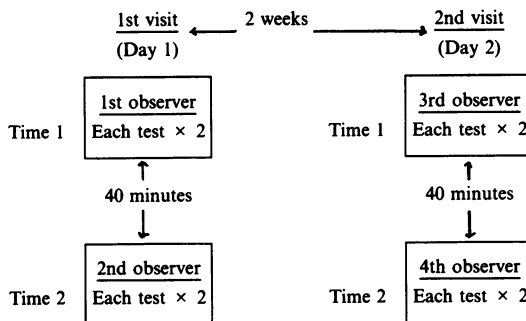 1st visit 2 weeks 2nd visit
(Day 1) (Day 2)
1st observer 3rd observer
Time 1 Each test × 2 Time 1 Each test × 2
40 minutes 40 minutes
2nd observer 4th observer
Time 2 Each test × 2 Time 2 Each test × 2